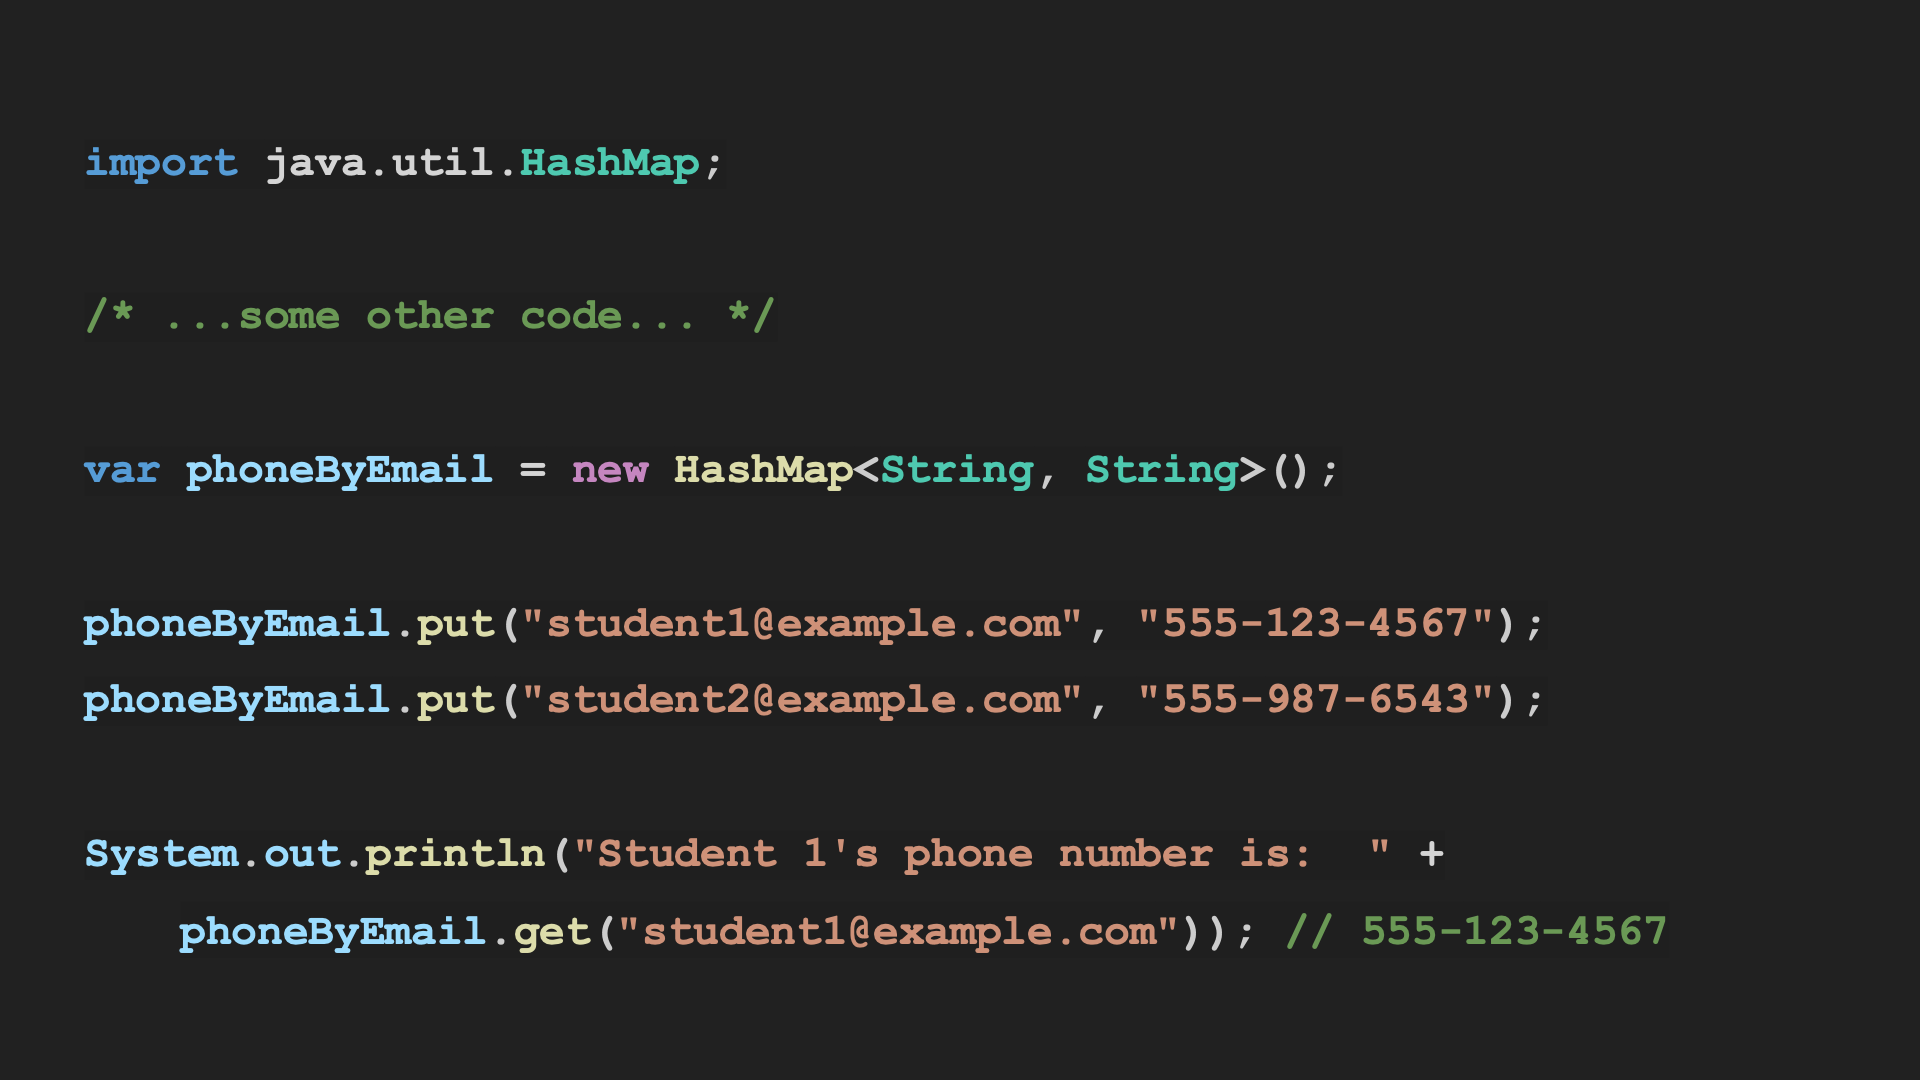 import java.util.HashMap;
/* ...some other code... */
var phoneByEmail = new HashMap<String, String>();
phoneByEmail.put("student1@example.com", "555-123-4567");
phoneByEmail.put("student2@example.com", "555-987-6543");
System.out.println("Student 1's phone number is:  " +
    phoneByEmail.get("student1@example.com")); // 555-123-4567